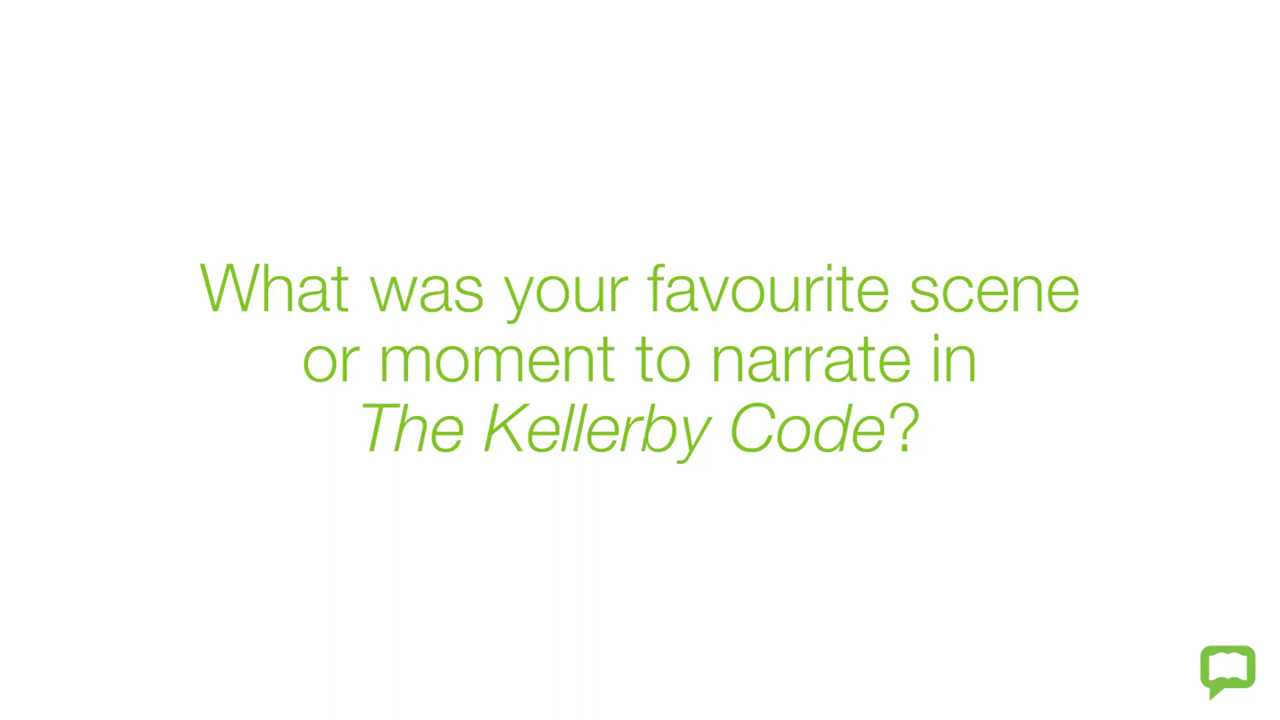 What was your favourite scene
or moment to narrate in
The Kellerby Code?